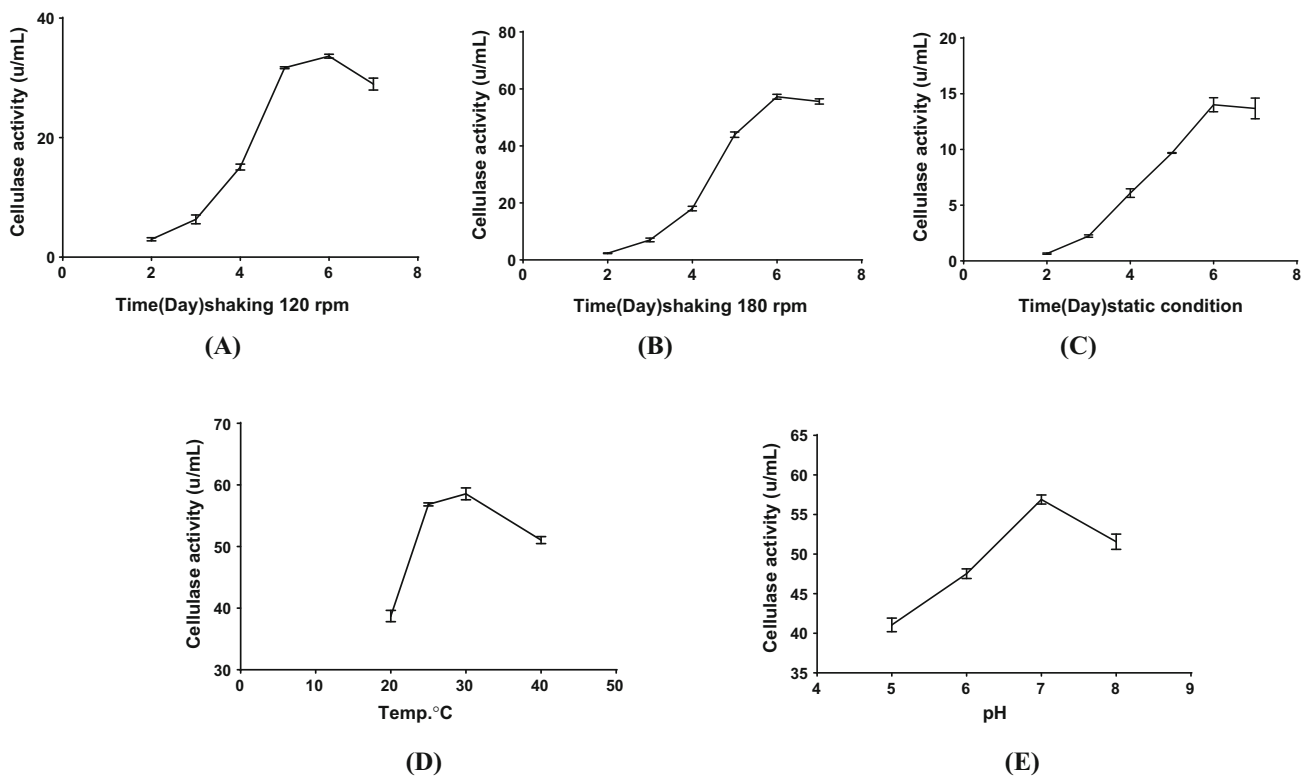 Cellulase activity (u/mL)
40
20
0
0 2 4 6 8
Time(Day)shaking 120 rpm
(A)
Cellulase activity (u/mL)
80
60
40
20
0
0 2 4 6 8
Time(Day)shaking 180 rpm
(B)
Cellulase activity (u/mL)
20
15
10
5
0
0 2 4 6 8
Time(Day)static condition
(C)
Cellulase activity (u/mL)
70
60
50
40
30
0 10 20 30 40 50
Temp.°C
(D)
Cellulase activity (u/mL)
65
60
55
50
45
40
35
4 5 6 7 8 9
pH
(E)